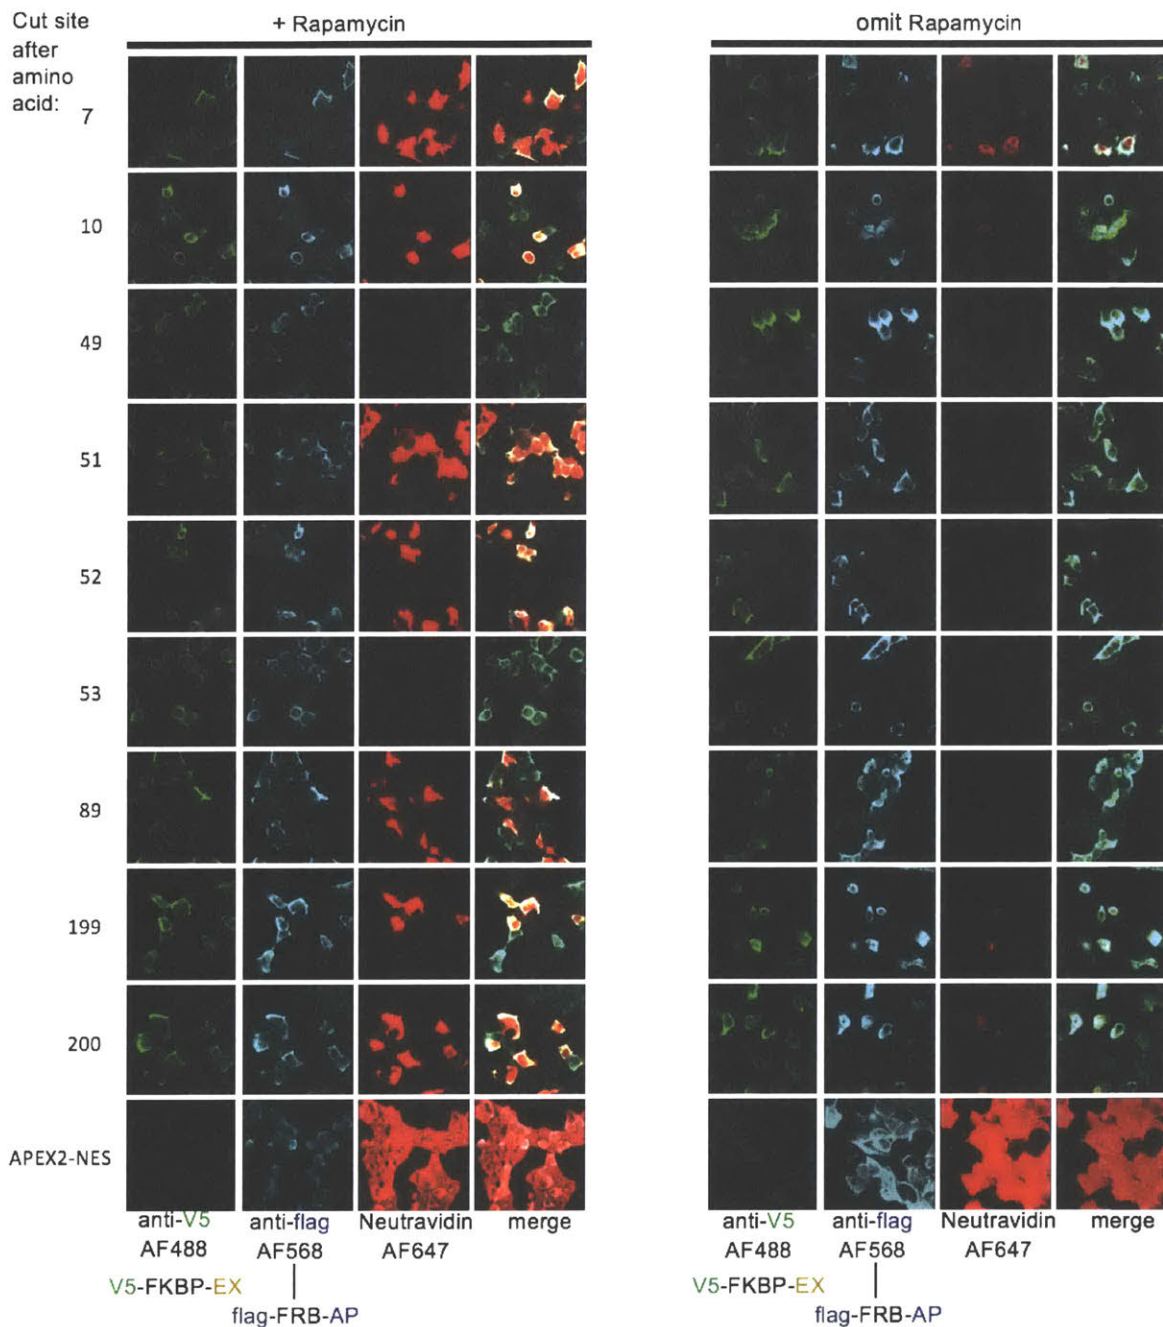 Cut site
after
amino
acid:
+ Rapamycin
omit Rapamycin
7
10
49
51
52
53
89
199
200
APEX2-NES
anti-V5 anti-flag Neutravidin merge
AF488 AF568 AF647
V5-FKBP-EX
flag-FRB-AP
anti-V5 anti-flag Neutravidin merge
AF488 AF568 AF647
V5-FKBP-EX
flag-FRB-AP